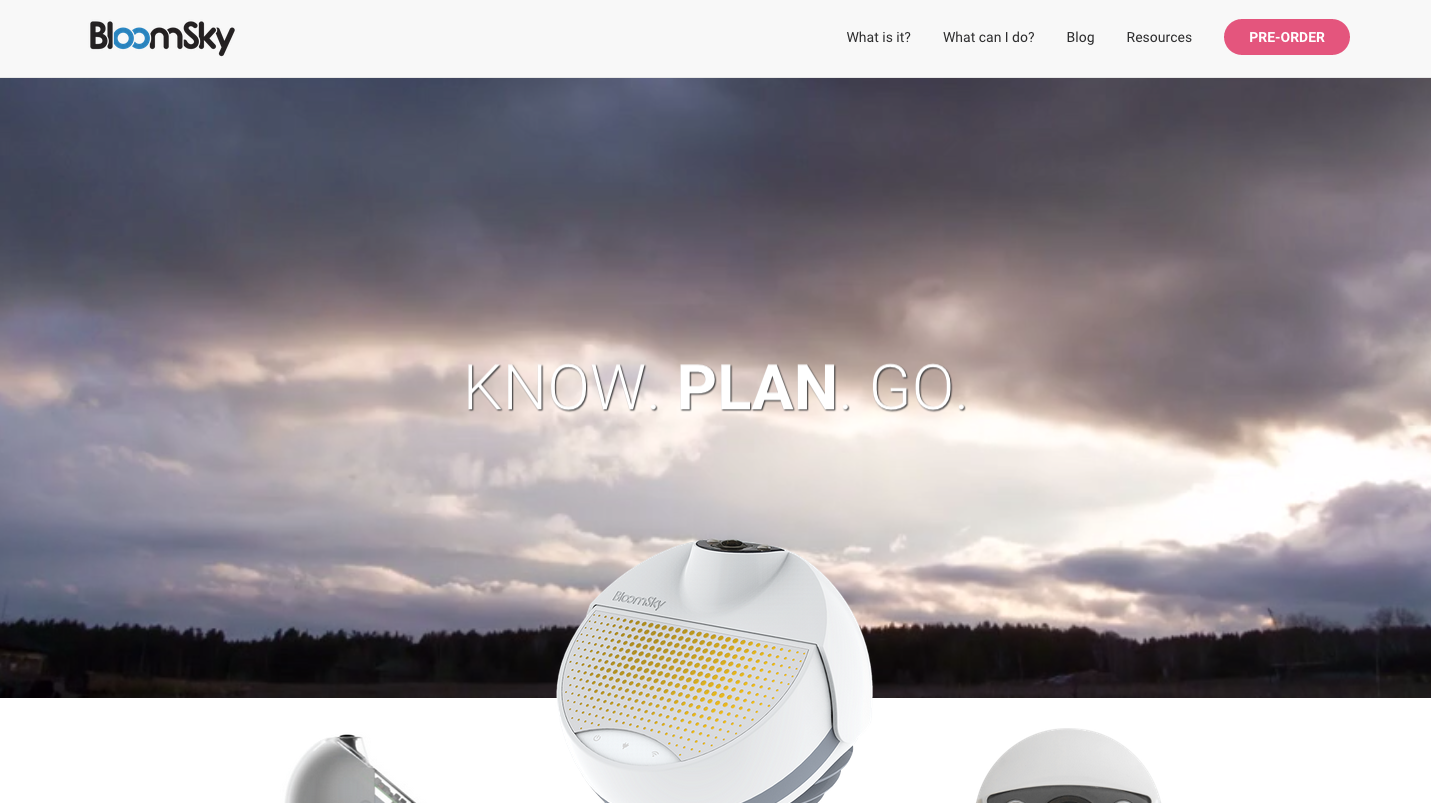 BloomSky
What is it?
What can I do?
Blog
Resources
PRE-ORDER
KNOW. PLAN. GO.
BloomSky